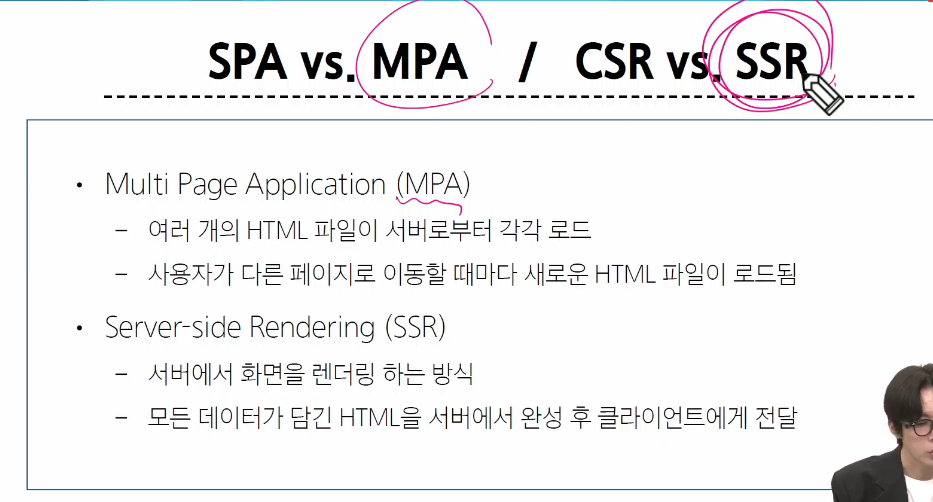 SPA vs. MPA / CSR vs. SSR
• Multi Page Application (MPA)
– 여러 개의 HTML 파일이 서버로부터 각각 로드
– 사용자가 다른 페이지로 이동할 때마다 새로운 HTML 파일이 로드됨
• Server-side Rendering (SSR)
– 서버에서 화면을 렌더링 하는 방식
– 모든 데이터가 담긴 HTML을 서버에서 완성 후 클라이언트에게 전달